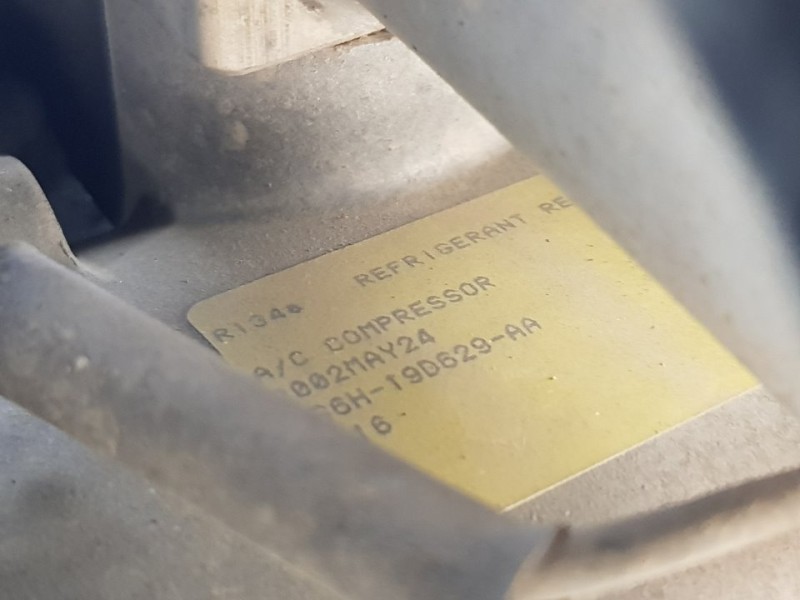 R134a REFRIGERANT RE
A/C COMPRESSOR
002MAY24
6H-19D629-AA
16